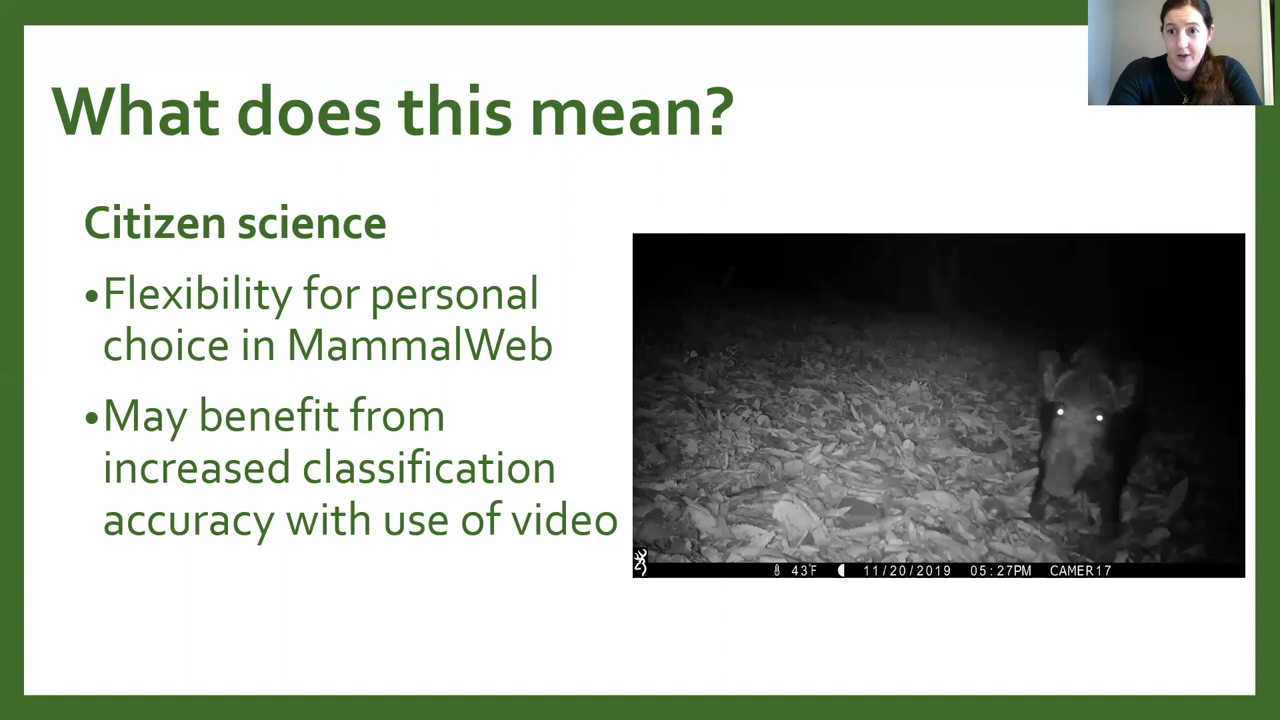 What does this mean?
Citizen science
•Flexibility for personal
choice in MammalWeb
•May benefit from
increased classification
accuracy with use of video
43°F 11/20/2019 05:27PM CAMER17